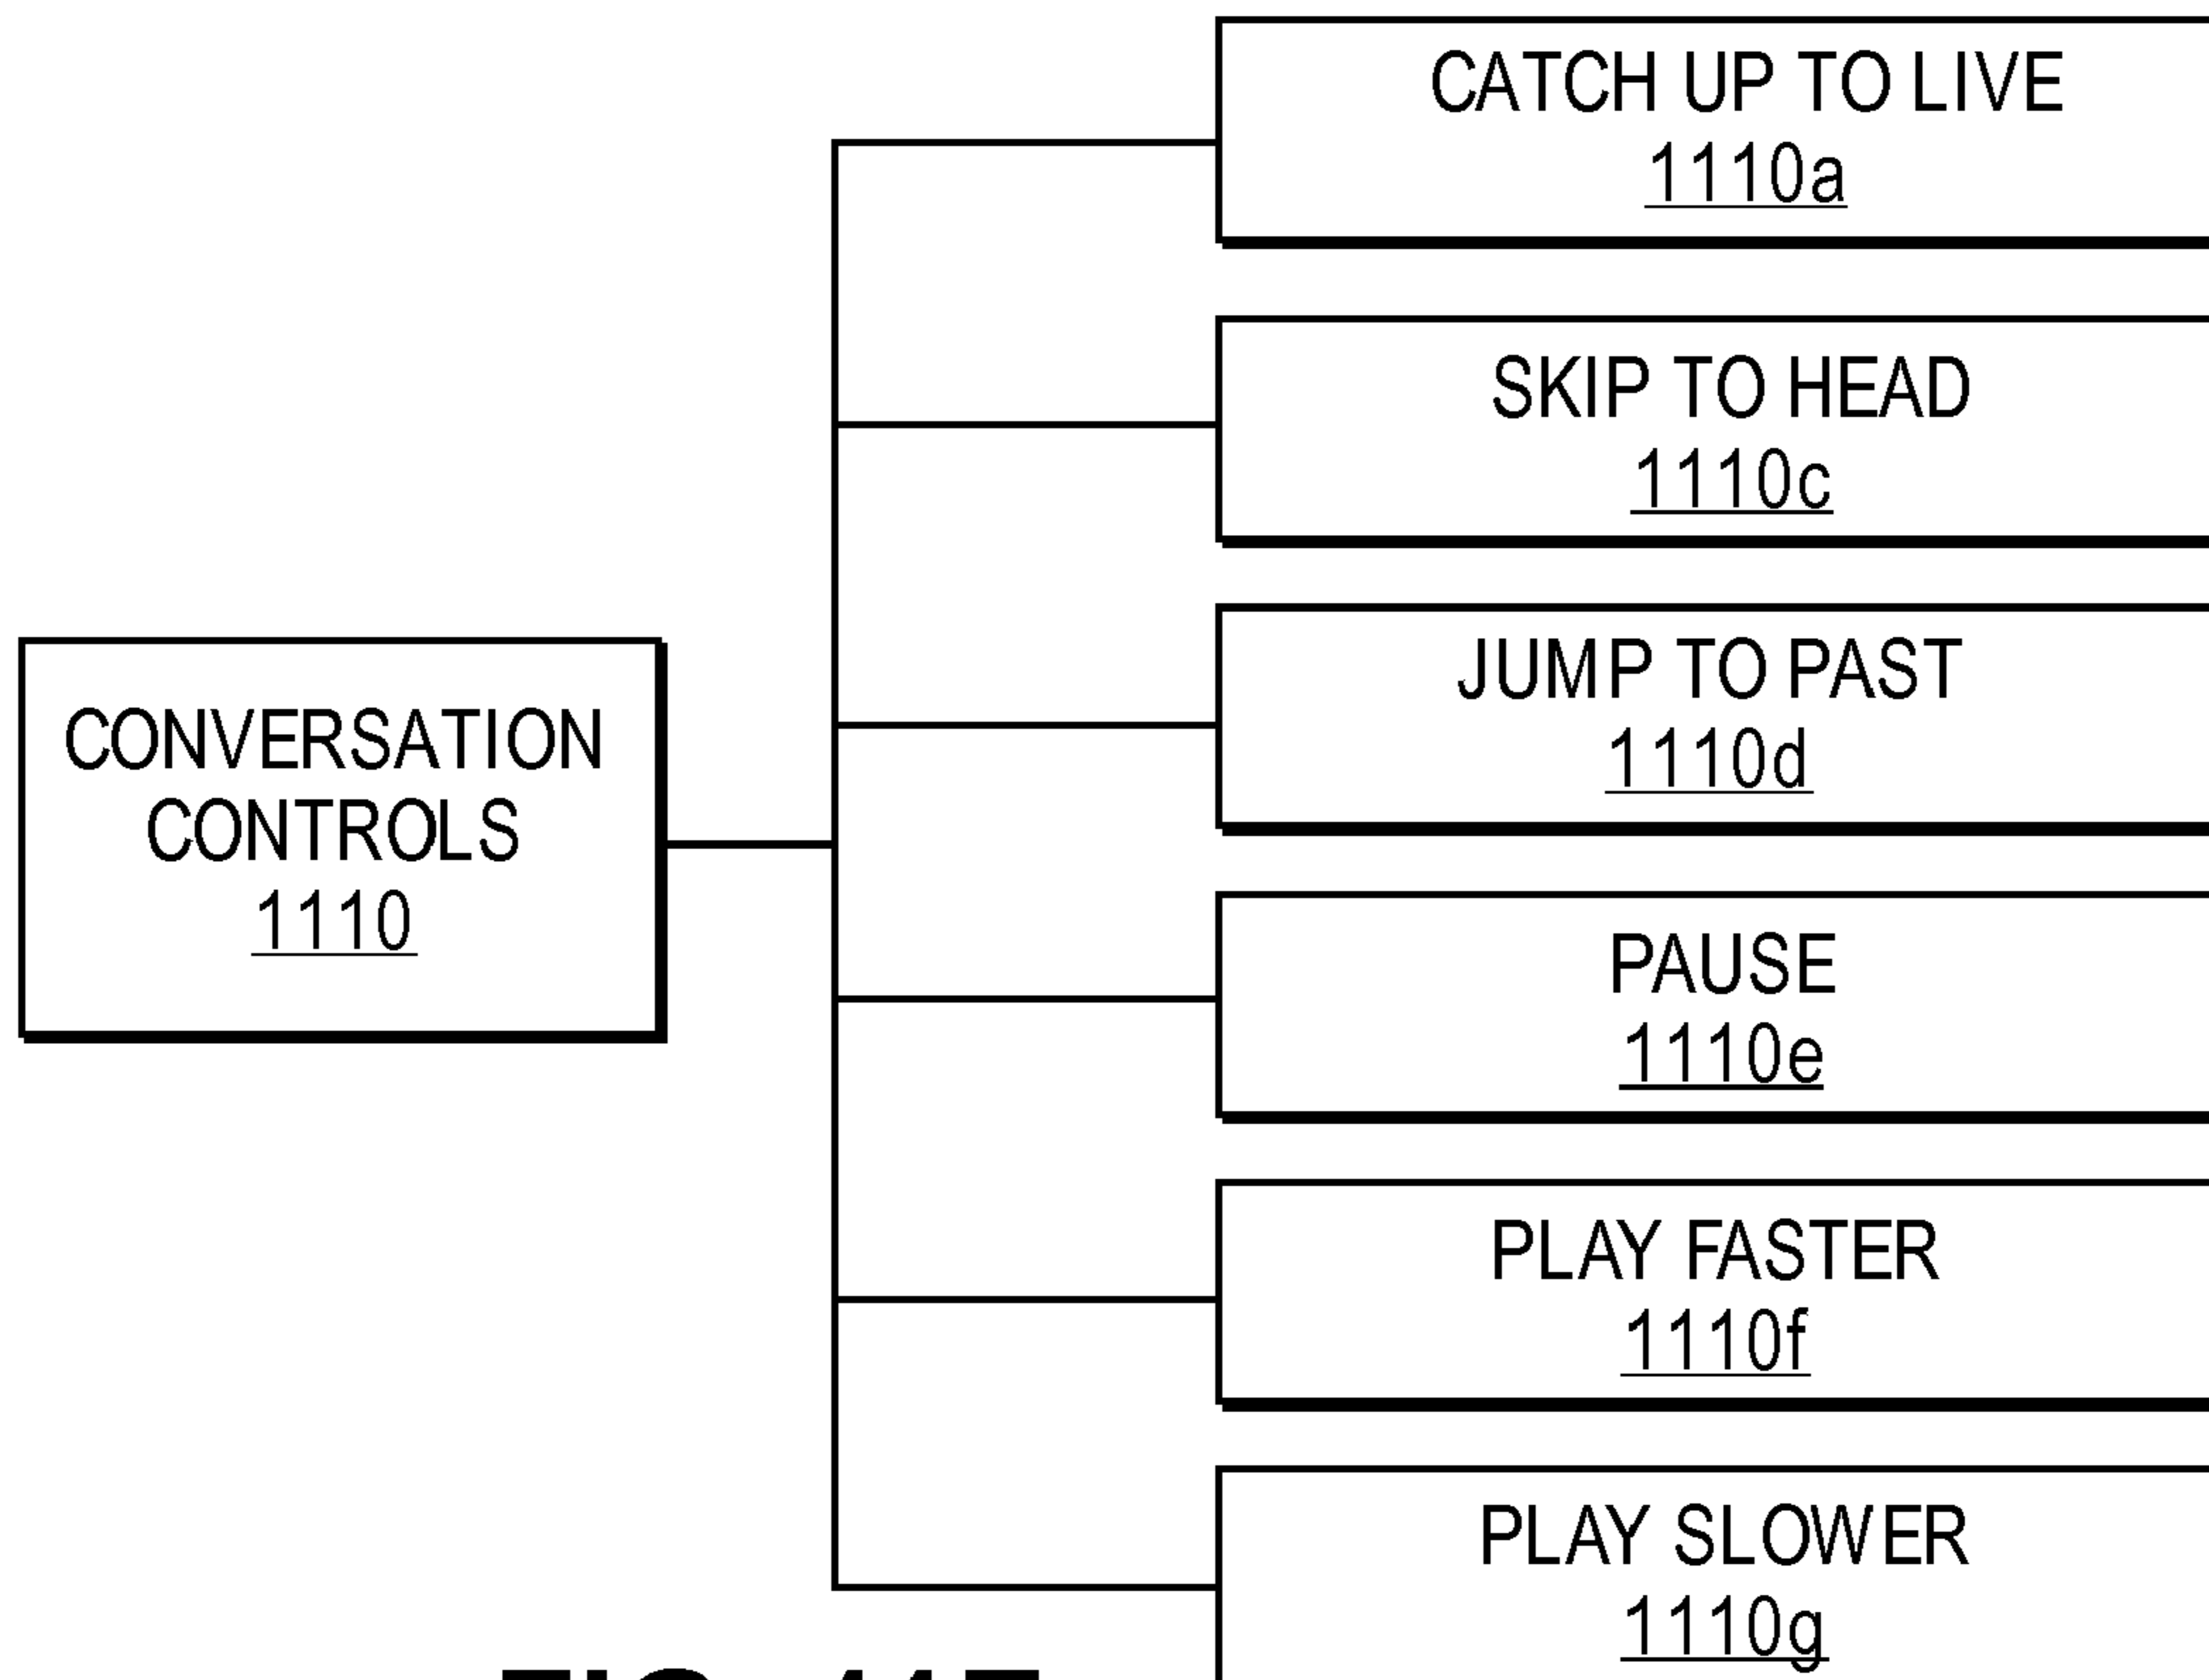 CATCH UP TO LIVE
1110a
SKIP TO HEAD
1110c
JUMP TO PAST
1110d
CONVERSATION
CONTROLS
1110
PAUSE
1110e
PLAY FASTER
1110f
PLAY SLOWER
1110g